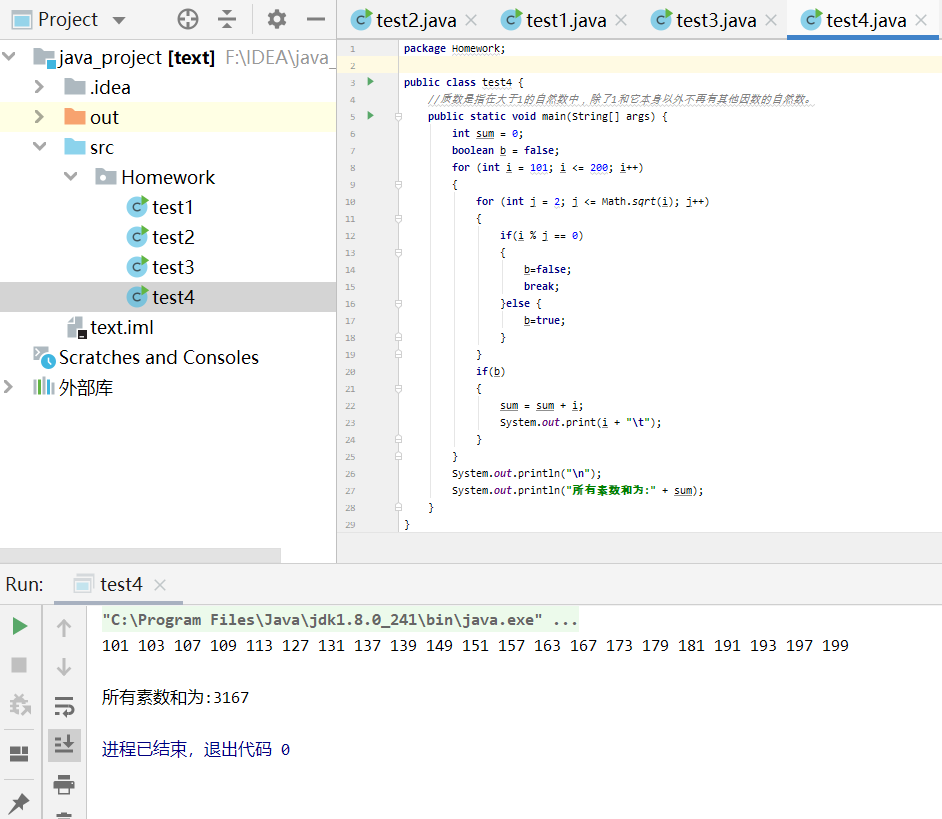 Project
test2.java
test1.java
test3.java
test4.java
java_project [text] F:\IDEA\java_
.idea
out
src
Homework
test1
test2
test3
test4
text.iml
Scratches and Consoles
外部库
1 package Homework;
2
3 public class test4 {
4 //质数是指在大于1的自然数中，除了1和它本身以外不再有其他因数的自然数。
5 public static void main(String[] args) {
6 int sum = 0;
7 boolean b = false;
8 for (int i = 101; i <= 200; i++)
9 {
10 for (int j = 2; j <= Math.sqrt(i); j++)
11 {
12 if(i % j == 0)
13 {
14 b=false;
15 break;
16 }else {
17 b=true;
18 }
19 }
20 if(b)
21 {
22 sum = sum + i;
23 System.out.print(i + "\t");
24 }
25 }
26 System.out.println("\n");
27 System.out.println("所有素数和为:" + sum);
28 }
29 }
Run: test4
"C:\Program Files\Java\jdk1.8.0_241\bin\java.exe" ...
101 103 107 109 113 127 131 137 139 149 151 157 163 167 173 179 181 191 193 197 199
所有素数和为:3167
进程已结束，退出代码 0